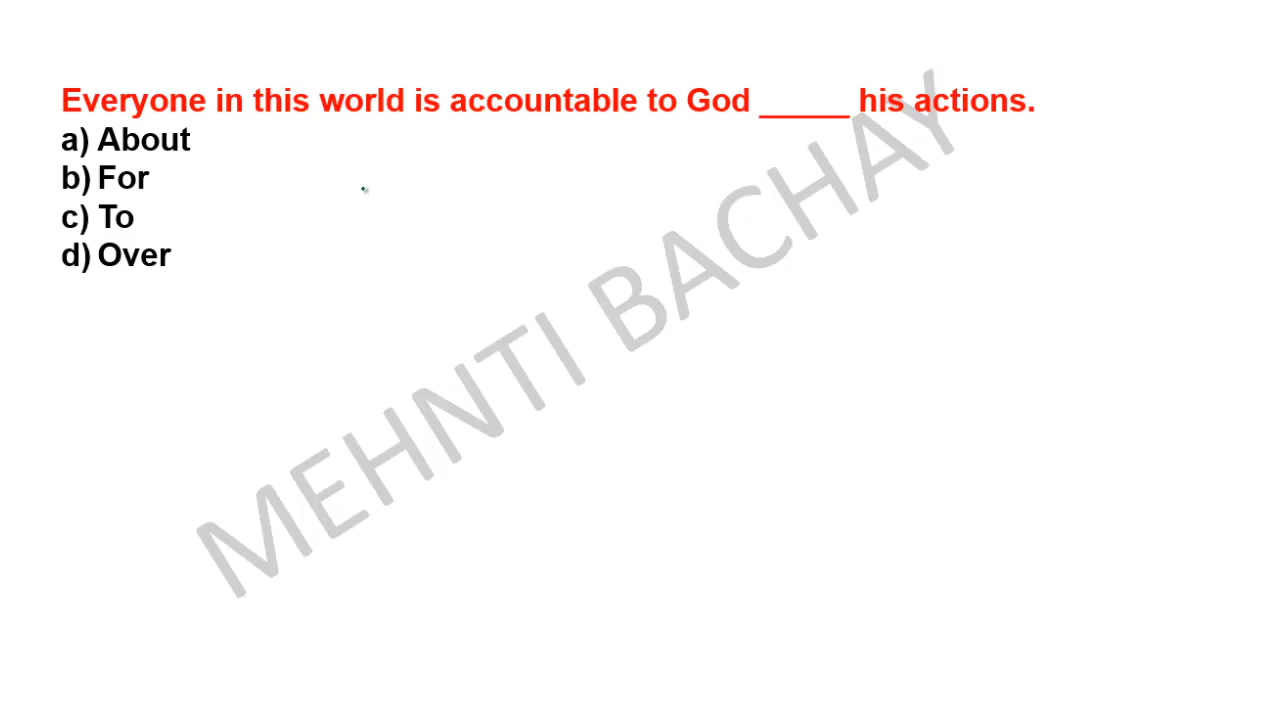 Everyone in this world is accountable to God _____ his actions.
a) About
b) For
c) To
d) Over
MEHNTI BACHAY